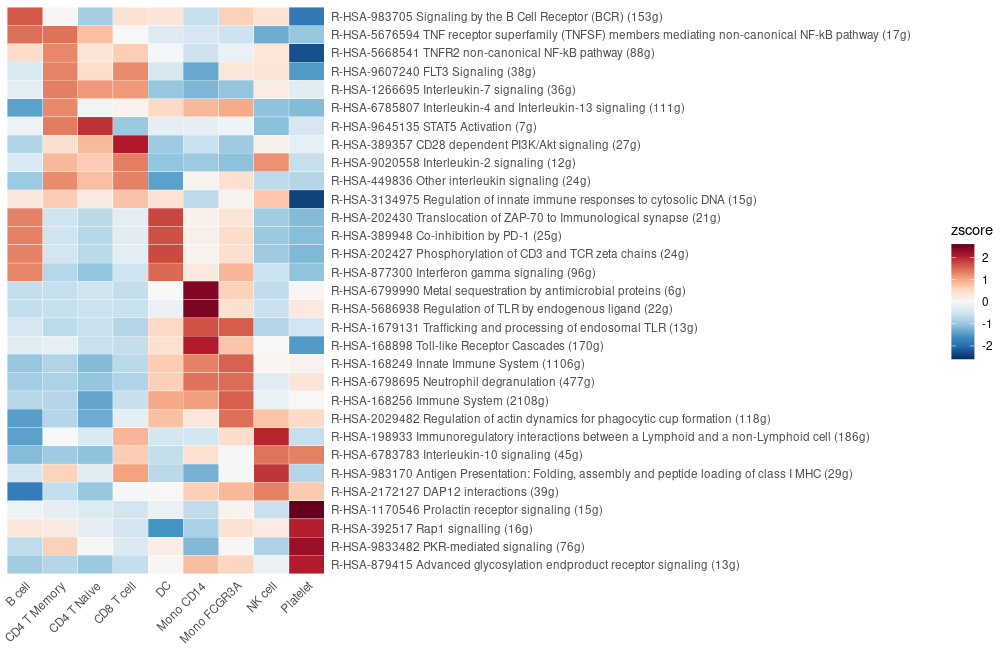 R-HSA-983705 Signaling by the B Cell Receptor (BCR) (153g)
R-HSA-5676594 TNF receptor superfamily (TNFSF) members mediating non-canonical NF-kB pathway (17g)
R-HSA-5668541 TNFR2 non-canonical NF-kB pathway (88g)
R-HSA-9607240 FLT3 Signaling (38g)
R-HSA-1266695 Interleukin-7 signaling (36g)
R-HSA-6785807 Interleukin-4 and Interleukin-13 signaling (111g)
R-HSA-9645135 STAT5 Activation (7g)
R-HSA-389357 CD28 dependent PI3K/Akt signaling (27g)
R-HSA-9020558 Interleukin-2 signaling (12g)
R-HSA-449836 Other interleukin signaling (24g)
R-HSA-3134975 Regulation of innate immune responses to cytosolic DNA (15g)
R-HSA-202430 Translocation of ZAP-70 to Immunological synapse (21g)
R-HSA-389948 Co-inhibition by PD-1 (25g)
R-HSA-202427 Phosphorylation of CD3 and TCR zeta chains (24g)
R-HSA-877300 Interferon gamma signaling (96g)
R-HSA-6799990 Metal sequestration by antimicrobial proteins (6g)
R-HSA-5686938 Regulation of TLR by endogenous ligand (22g)
R-HSA-1679131 Trafficking and processing of endosomal TLR (13g)
R-HSA-168898 Toll-like Receptor Cascades (170g)
R-HSA-168249 Innate Immune System (1106g)
R-HSA-6798695 Neutrophil degranulation (477g)
R-HSA-168256 Immune System (2108g)
R-HSA-2029482 Regulation of actin dynamics for phagocytic cup formation (118g)
R-HSA-198933 Immunoregulatory interactions between a Lymphoid and a non-Lymphoid cell (186g)
R-HSA-6783783 Interleukin-10 signaling (45g)
R-HSA-983170 Antigen Presentation: Folding, assembly and peptide loading of class I MHC (29g)
R-HSA-2172127 DAP12 interactions (39g)
R-HSA-1170546 Prolactin receptor signaling (15g)
R-HSA-392517 Rap1 signalling (16g)
R-HSA-9833482 PKR-mediated signaling (76g)
R-HSA-879415 Advanced glycosylation endproduct receptor signaling (13g)
B cell
CD4 T Memory
CD4 T Naive
CD8 T cell
DC
Mono CD14
Mono FCGR3A
NK cell
Platelet
zscore
2
1
0
-1
-2